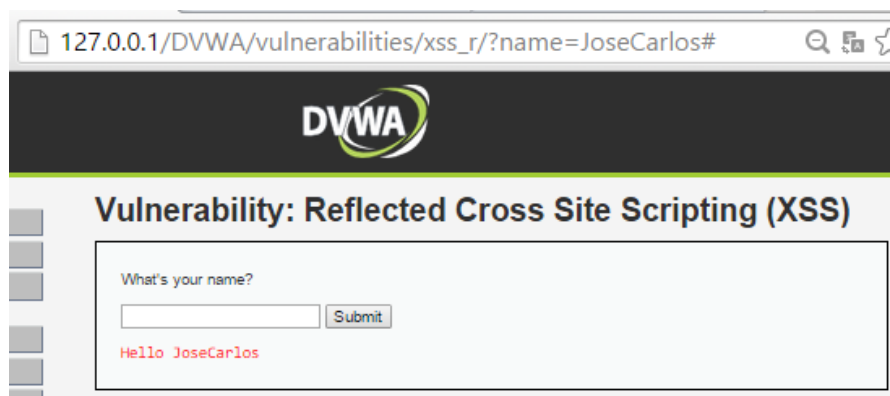 127.0.0.1/DVWA/vulnerabilities/xss_r/?name=JoseCarlos#
DVWA
Vulnerability: Reflected Cross Site Scripting (XSS)
What's your name?
Submit
Hello JoseCarlos